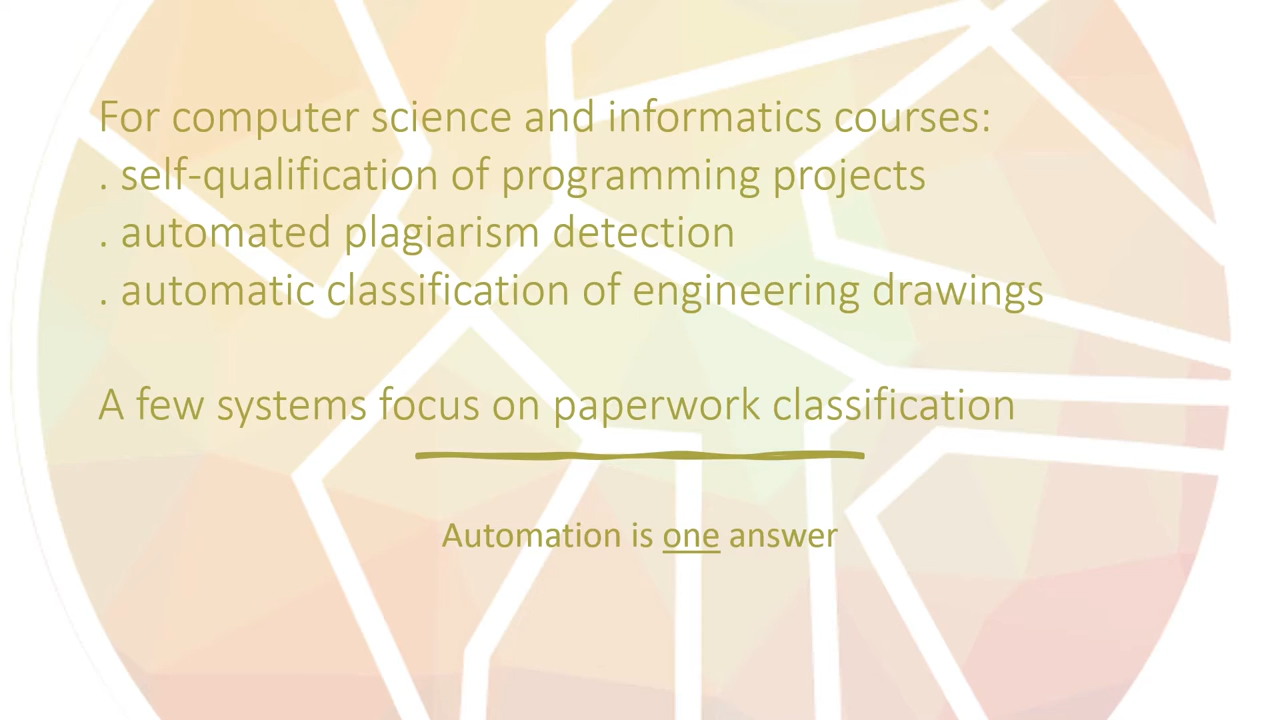 For computer science and informatics courses:
. self-qualification of programming projects
. automated plagiarism detection
. automatic classification of engineering drawings
A few systems focus on paperwork classification
Automation is one answer